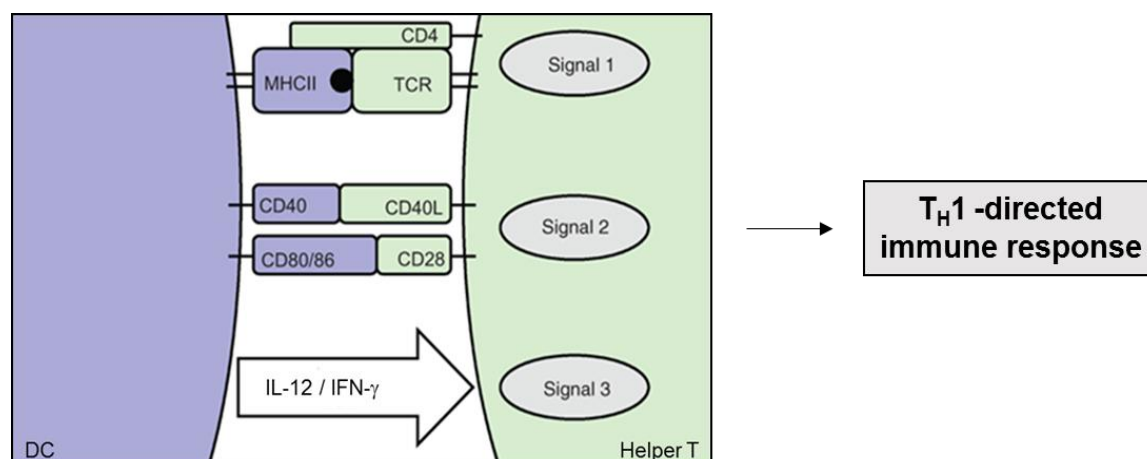 CD4
MHCII TCR
Signal 1
CD40 CD40L
CD80/86 CD28
Signal 2
IL-12 / IFN-γ
Signal 3
DC
Helper T
TH1 -directed
immune response